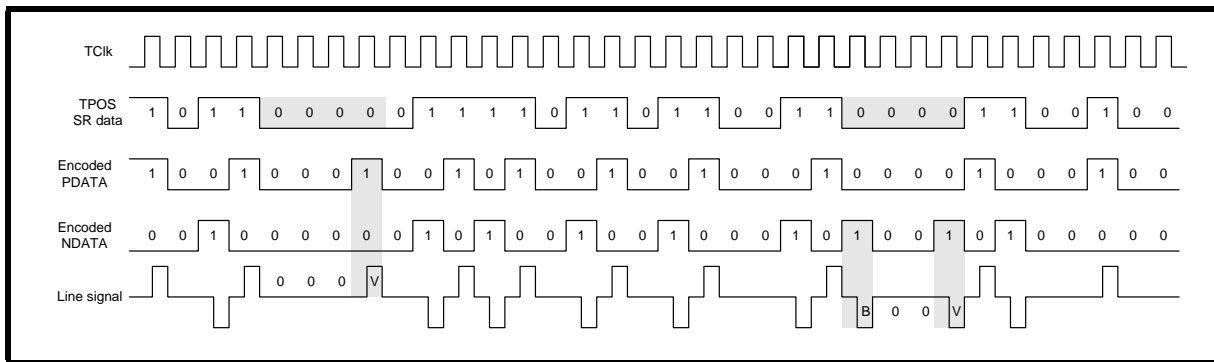 TClk
TPOS
SR data
1 0 1 1 0 0 0 0 0 1 1 1 1 0 1 1 0 1 1 0 0 1 1 0 0 0 0 1 1 0 0 1 0 0
Encoded
PDATA
1 0 0 1 0 0 0 1 0 0 1 0 1 0 0 1 0 0 1 0 0 0 1 0 0 0 0 1 0 0 0 1 0 0
Encoded
NDATA
0 0 1 0 0 0 0 0 0 1 0 1 0 0 1 0 0 1 0 0 0 1 0 1 0 0 1 0 1 0 0 0 0 0
Line signal
0 0 0 V
B 0 0 V